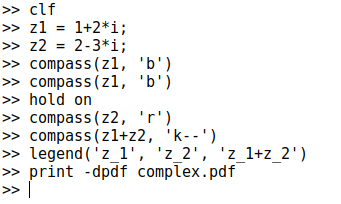 >> clf
>> z1 = 1+2*i;
>> z2 = 2-3*i;
>> compass(z1, 'b')
>> compass(z1, 'b')
>> hold on
>> compass(z2, 'r')
>> compass(z1+z2, 'k--')
>> legend('z_1', 'z_2', 'z_1+z_2')
>> print -dpdf complex.pdf
>>